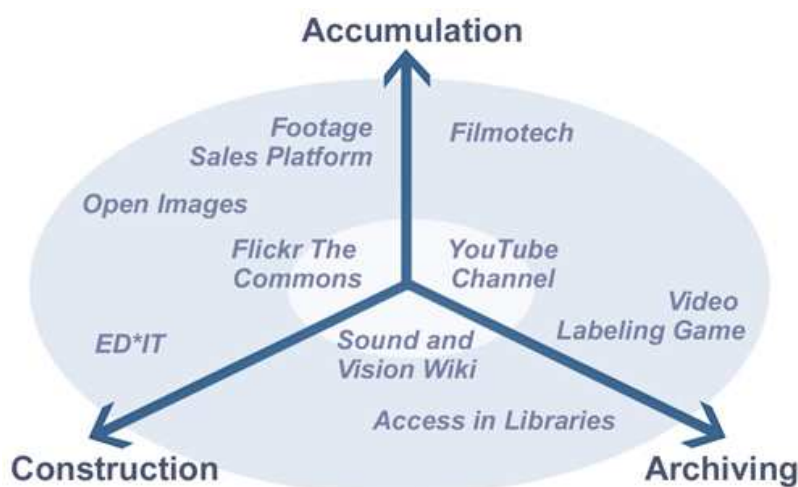 Accumulation
Footage
Sales Platform
Filmotech
Open Images
Flickr The
Commons
YouTube
Channel
Video
Labeling Game
ED*IT
Sound and
Vision Wiki
Access in Libraries
Construction
Archiving